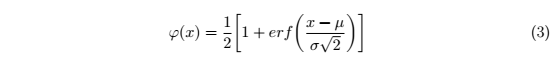 φ(x) = 1/2 [1 + erf((x − μ)/(σ√2))] (3)